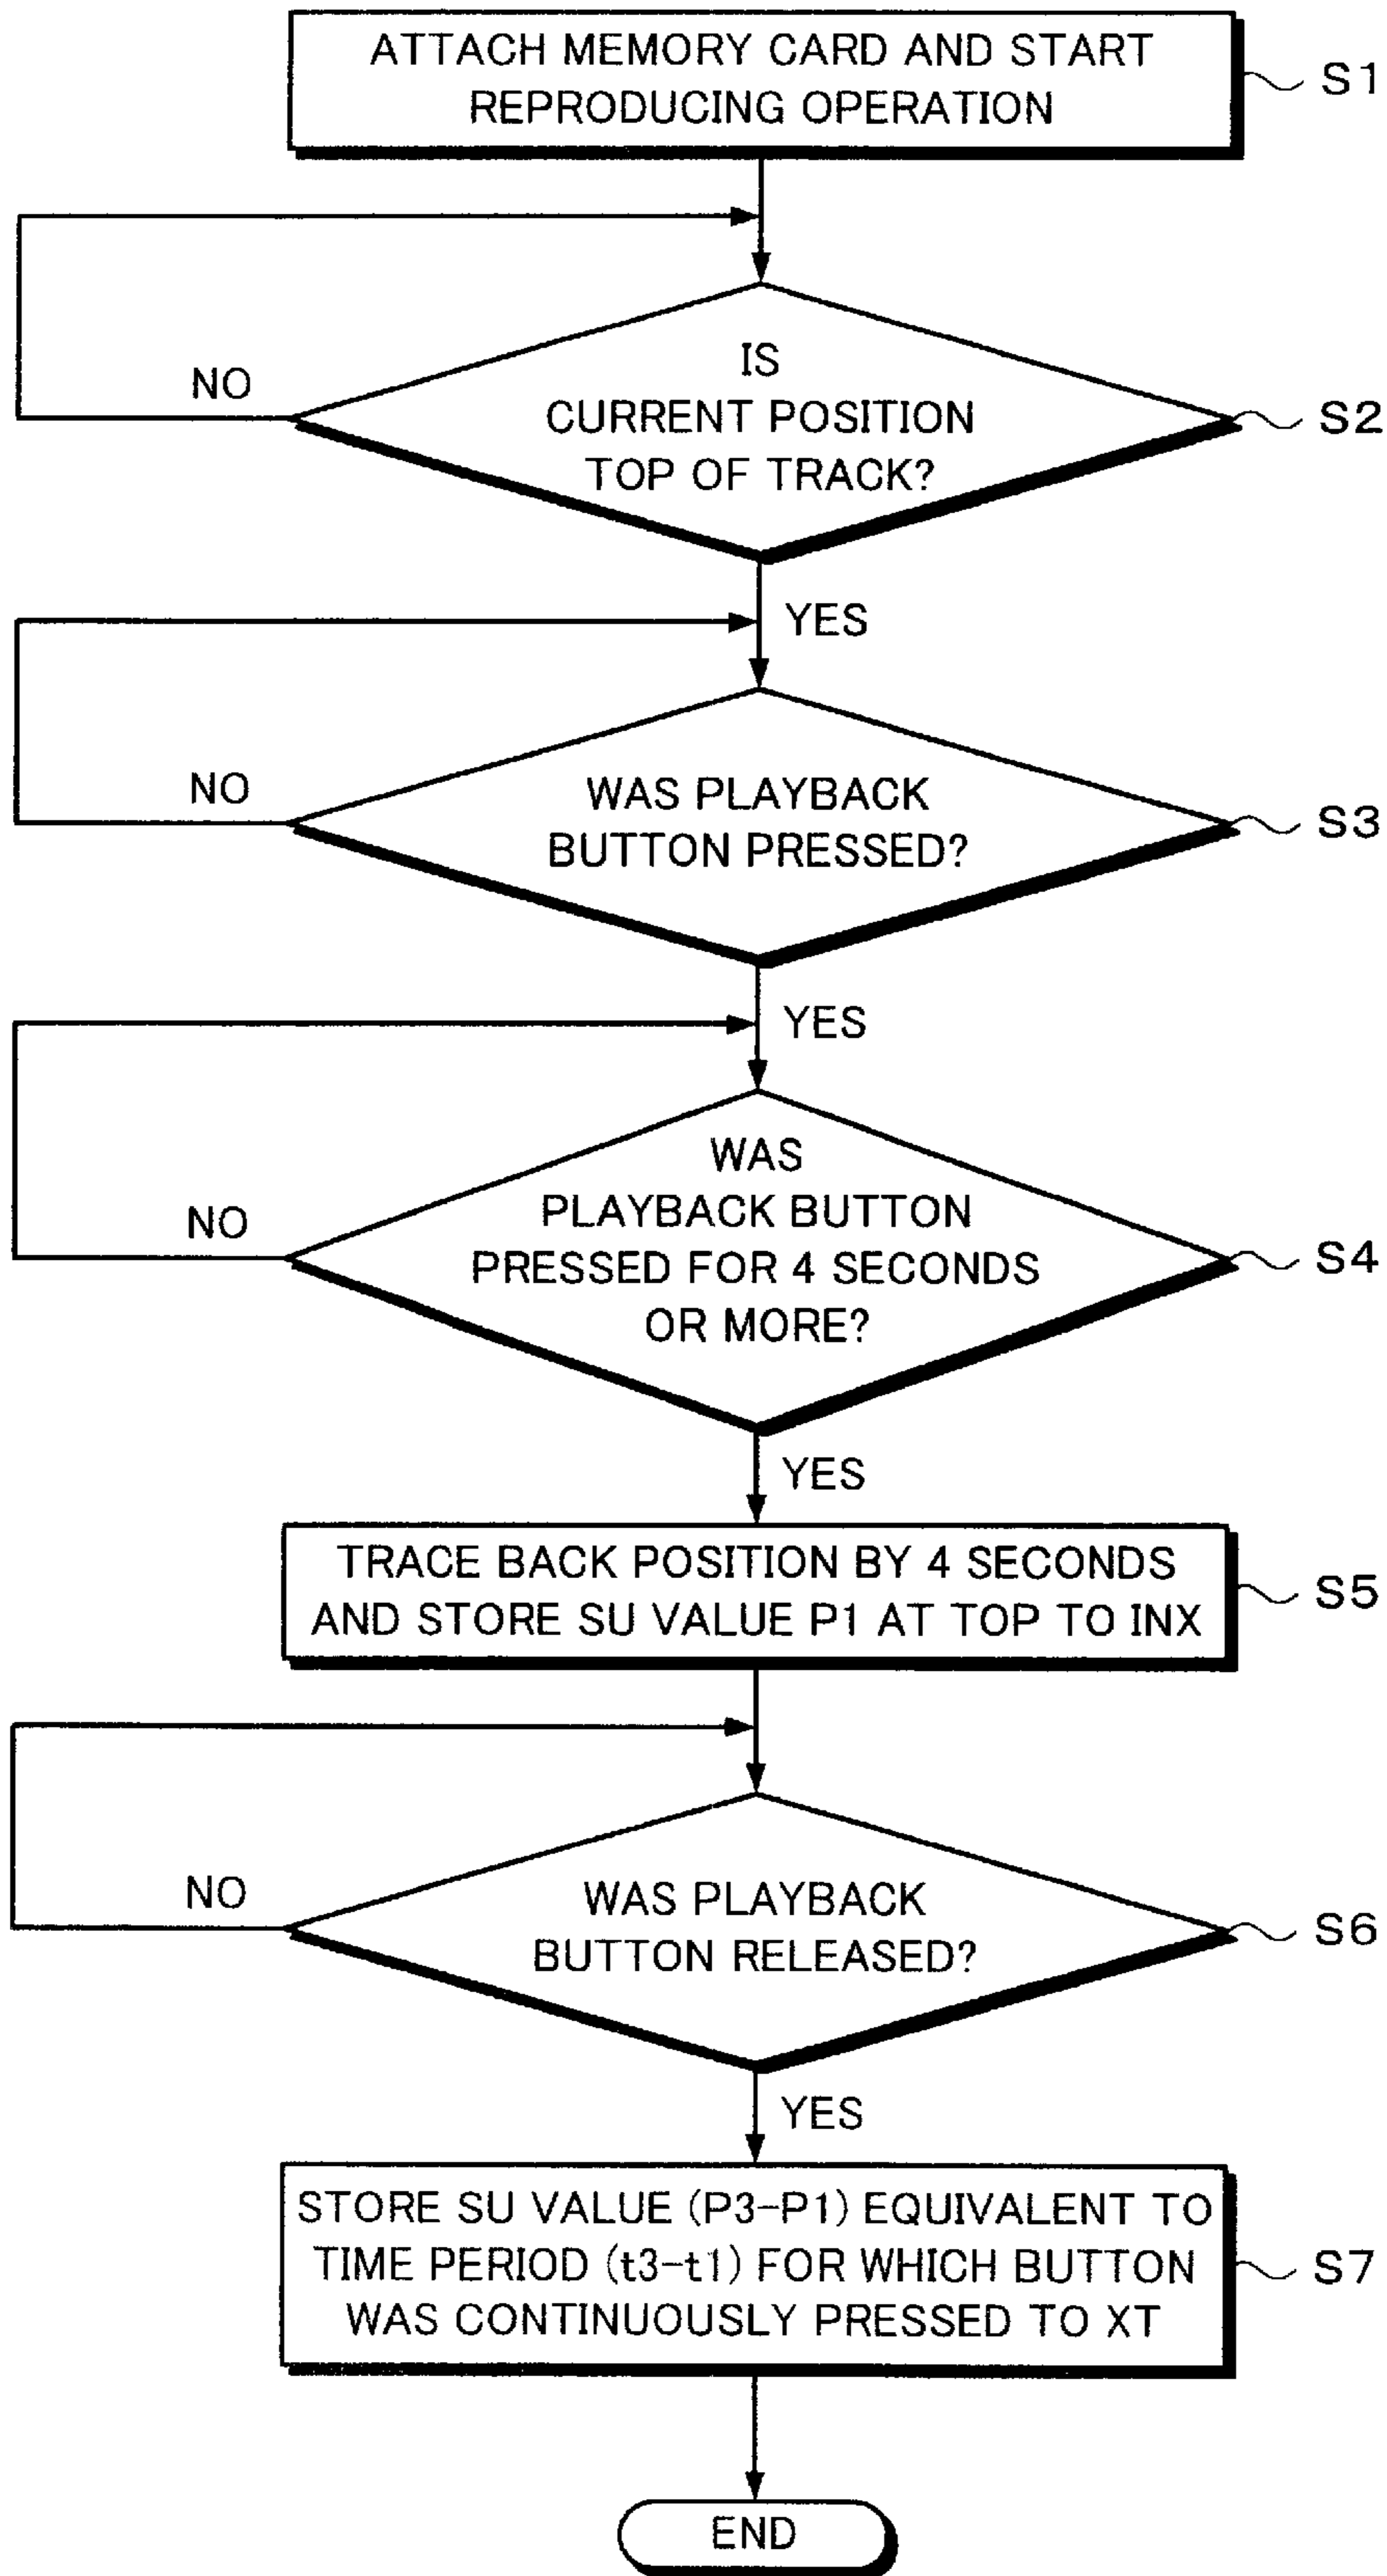 ATTACH MEMORY CARD AND START
REPRODUCING OPERATION
S1
IS
CURRENT POSITION
TOP OF TRACK?
NO
S2
YES
WAS PLAYBACK
BUTTON PRESSED?
NO
S3
YES
WAS
PLAYBACK BUTTON
PRESSED FOR 4 SECONDS
OR MORE?
NO
S4
YES
TRACE BACK POSITION BY 4 SECONDS
AND STORE SU VALUE P1 AT TOP TO INX
S5
WAS PLAYBACK
BUTTON RELEASED?
NO
S6
YES
STORE SU VALUE (P3-P1) EQUIVALENT TO
TIME PERIOD (t3-t1) FOR WHICH BUTTON
WAS CONTINUOUSLY PRESSED TO XT
S7
END